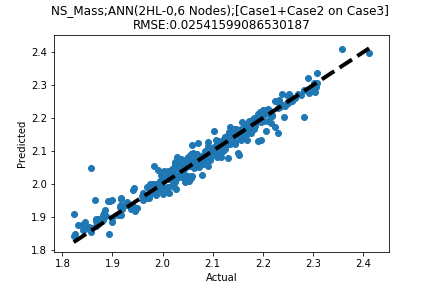 NS_Mass;ANN(2HL-0,6 Nodes);[Case1+Case2 on Case3]
RMSE:0.02541599086530187
2.4
2.3
2.2
2.1
2.0
1.9
1.8
Predicted
1.8 1.9 2.0 2.1 2.2 2.3 2.4
Actual